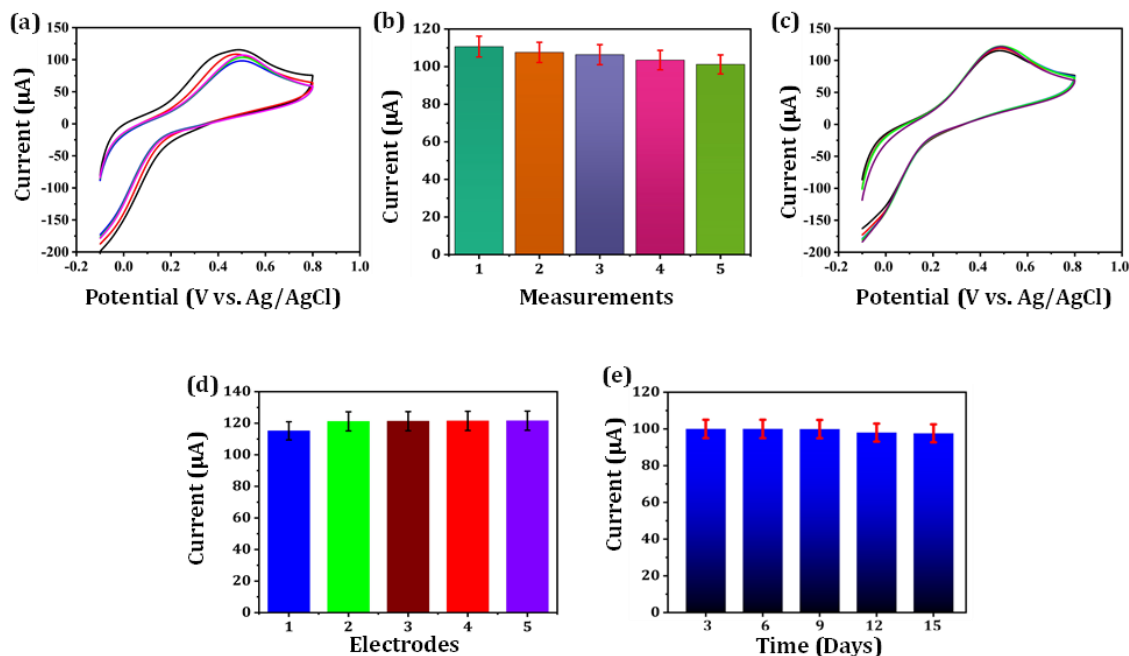 (a)
Current (µA)
150
100
50
0
-50
-100
-150
-200
-0.2 0.0 0.2 0.4 0.6 0.8 1.0
Potential (V vs. Ag/AgCl)
(b)
Current (µA)
120
100
80
60
40
20
0
1 2 3 4 5
Measurements
(c)
Current (µA)
150
100
50
0
-50
-100
-150
-200
-0.2 0.0 0.2 0.4 0.6 0.8 1.0
Potential (V vs. Ag/AgCl)
(d)
Current (µA)
140
120
100
80
60
40
20
0
1 2 3 4 5
Electrodes
(e)
Current (µA)
120
100
80
60
40
20
0
3 6 9 12 15
Time (Days)